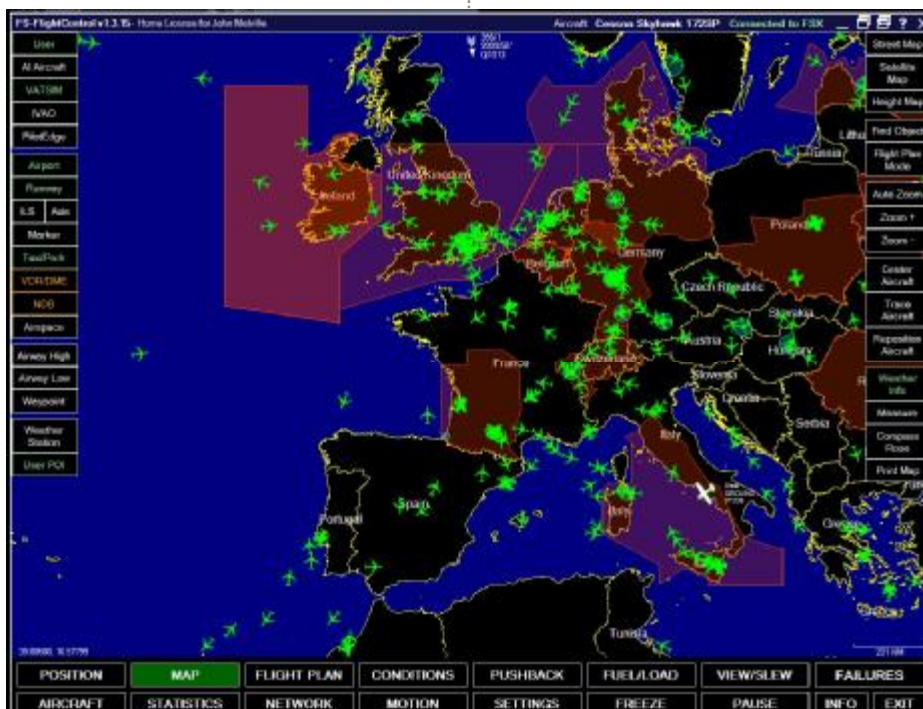 FS-FlightControl v1.3.15 - Home License for John Melville
Aircraft Cessna Skyhawk 172SP Connected to FSX
User
AI Aircraft
VATSIM
IVAO
PilotEdge
Airport
Runway
ILS
Marker
Taxi/Park
VOR/DME
NDB
Airspace
Airway High
Airway Low
Waypoint
Weather
Station
User POI
Street Map
Satellite
Map
Height Map
Find Object
Flight Plan
Mode
Auto Zoom
Zoom +
Zoom -
Center
Aircraft
Trace
Aircraft
Reposition
Aircraft
Weather
Info
Measure
Compass
Rose
Print Map
United Kingdom
Ireland
Belgium
Germany
Poland
Russia
Lithu
Czech Republic
Slovakia
Austria
Hungary
France
Switzerland
Slovenia
Croatia
Serbia
Italy
Italy
Spain
Portugal
Greece
Tunisia
POSITION
MAP
FLIGHT PLAN
CONDITIONS
PUSHBACK
FUEL/LOAD
VIEW/SLEW
FAILURES
AIRCRAFT
STATISTICS
NETWORK
MOTION
SETTINGS
FREEZE
PAUSE
INFO
EXIT